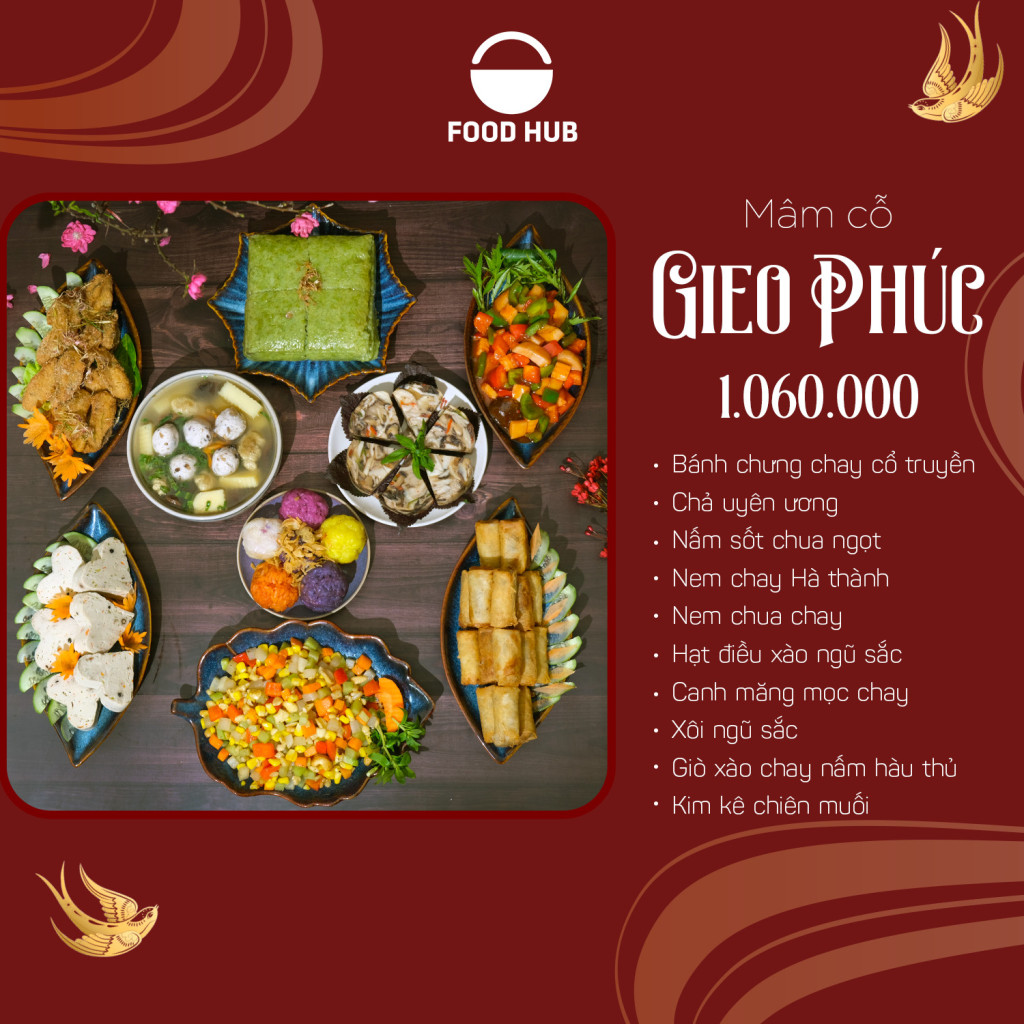 FOOD HUB
Mâm cỗ
GIEO PHÚC
1.060.000
• Bánh chưng chay cổ truyền
• Chả uyên ương
• Nấm sốt chua ngọt
• Nem chay Hà thành
• Nem chua chay
• Hạt điều xào ngũ sắc
• Canh măng mọc chay
• Xôi ngũ sắc
• Giò xào chay nấm hàu thủ
• Kim kê chiên muối